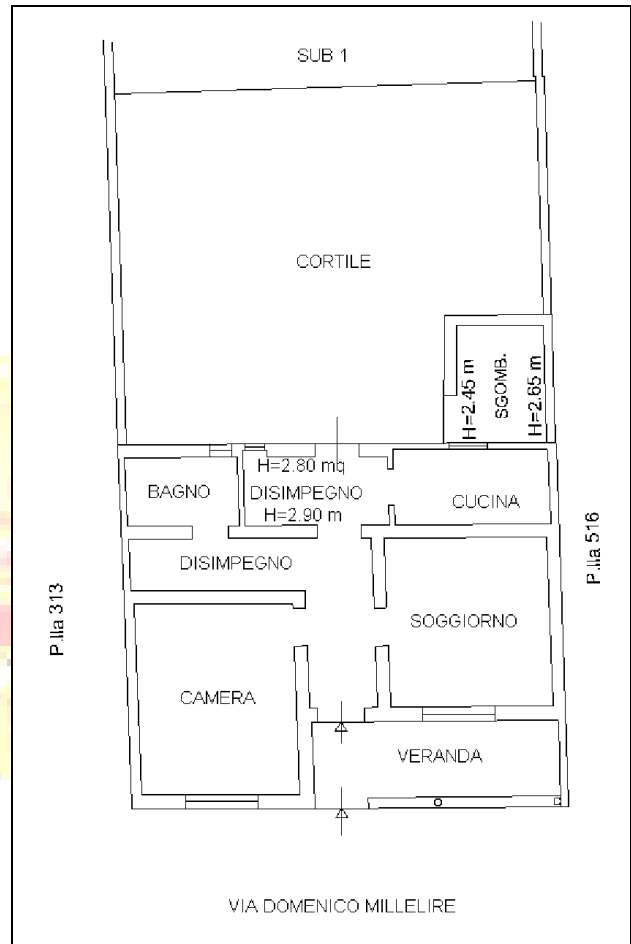 SUB 1
CORTILE
H=2.45 m
SGOMB.
H=2.65 m
H=2.80 mq
BAGNO
DISIMPEGNO
H=2.90 m
CUCINA
DISIMPEGNO
P.lla 313
P.lla 516
SOGGIORNO
CAMERA
VERANDA
VIA DOMENICO MILLELIRE